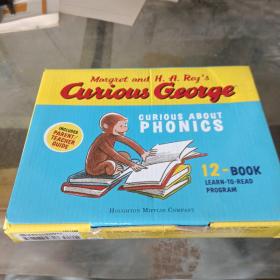 Margret and H. A. Rey's
Curious George
CURIOUS ABOUT
PHONICS
INCLUDES
PARENT/
TEACHER
GUIDE
12-BOOK
LEARN-TO-READ
PROGRAM
HOUGHTON MIFFLIN COMPANY